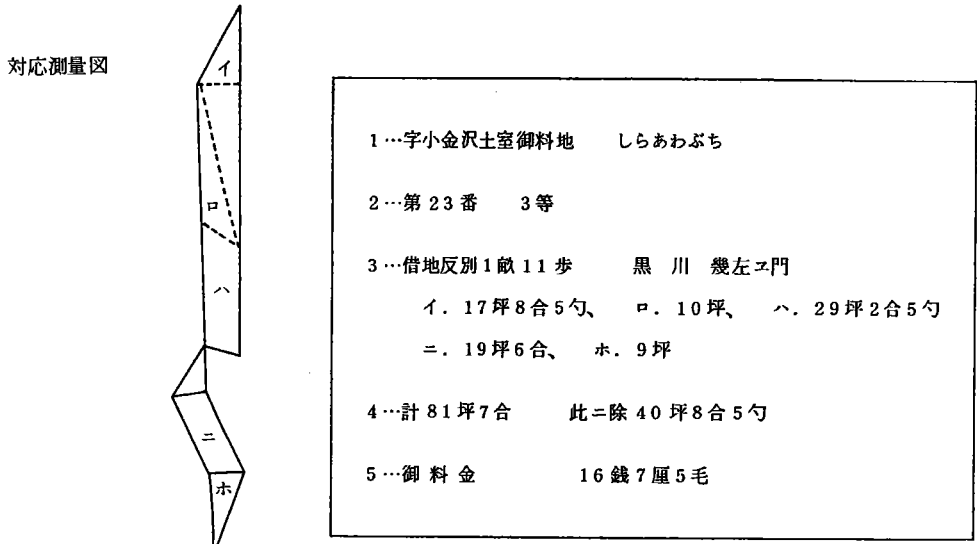 対応測量図
イ
ロ
ハ
ニ
ホ
1…字小金沢土室御料地　しらあわぶち
2…第23番　3等
3…借地反別1畝11歩　黒川　幾左ヱ門
イ．17坪8合5勺、　ロ．10坪、　ハ．29坪2合5勺
ニ．19坪6合、　ホ．9坪
4…計81坪7合　此ニ除40坪8合5勺
5…御料金　16銭7厘5毛